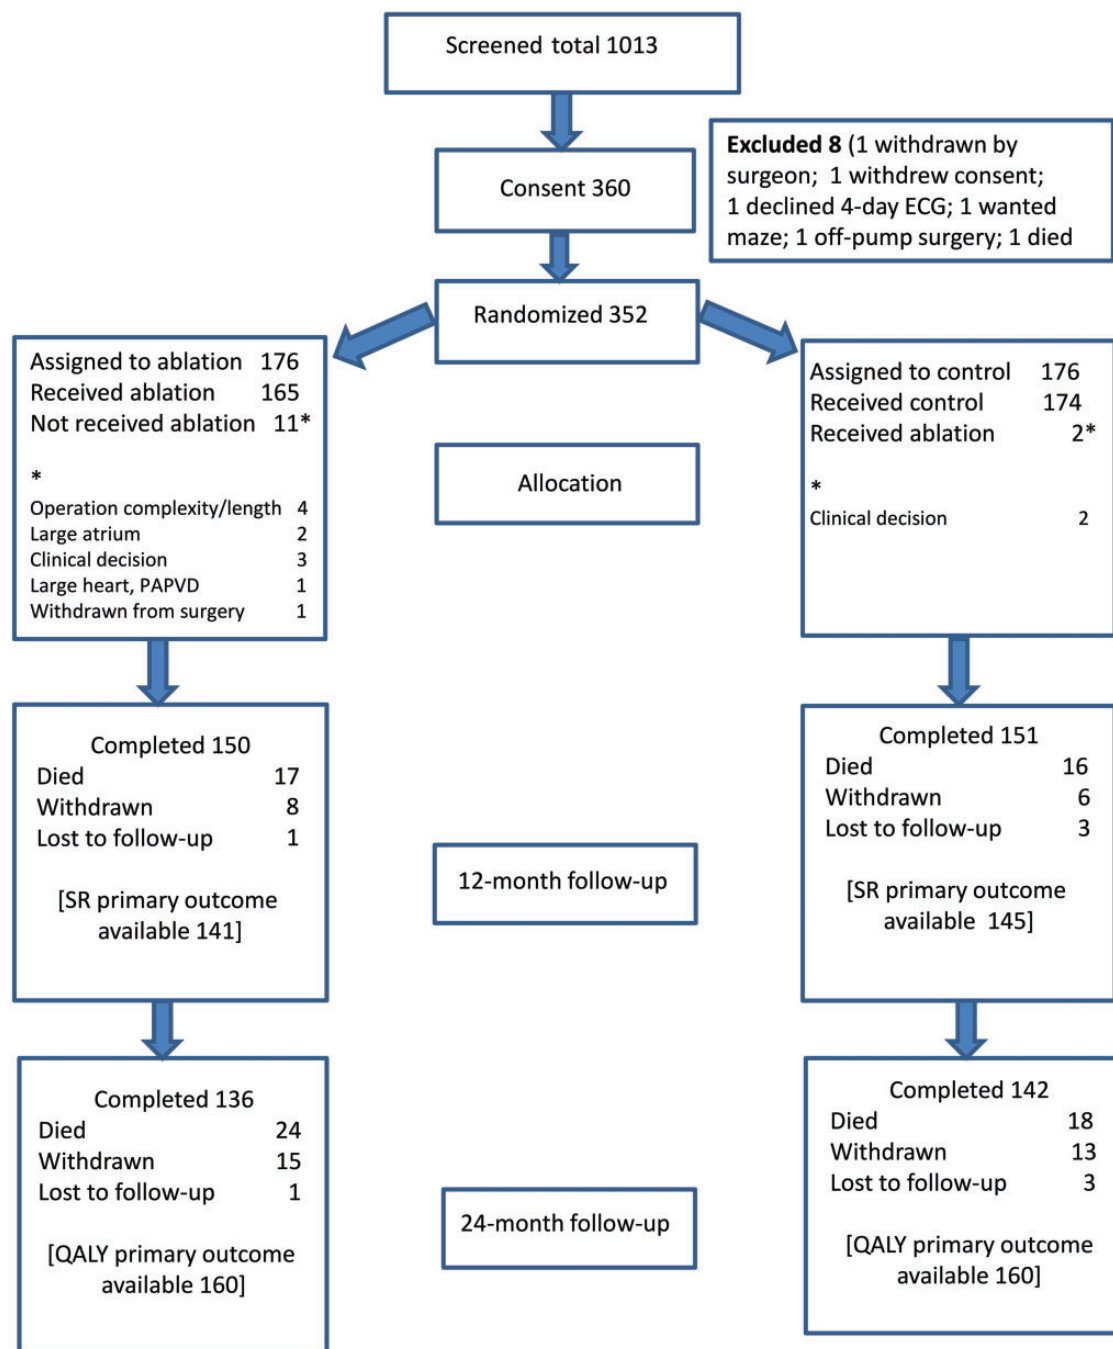 Screened total 1013
Consent 360
Excluded 8 (1 withdrawn by
surgeon; 1 withdrew consent;
1 declined 4-day ECG; 1 wanted
maze; 1 off-pump surgery; 1 died
Randomized 352
Assigned to ablation 176
Received ablation 165
Not received ablation 11*
*
Operation complexity/length 4
Large atrium 2
Clinical decision 3
Large heart, PAPVD 1
Withdrawn from surgery 1
Allocation
Assigned to control 176
Received control 174
Received ablation 2*
*
Clinical decision 2
Completed 150
Died 17
Withdrawn 8
Lost to follow-up 1
[SR primary outcome
available 141]
12-month follow-up
Completed 151
Died 16
Withdrawn 6
Lost to follow-up 3
[SR primary outcome
available 145]
Completed 136
Died 24
Withdrawn 15
Lost to follow-up 1
[QALY primary outcome
available 160]
24-month follow-up
Completed 142
Died 18
Withdrawn 13
Lost to follow-up 3
[QALY primary outcome
available 160]